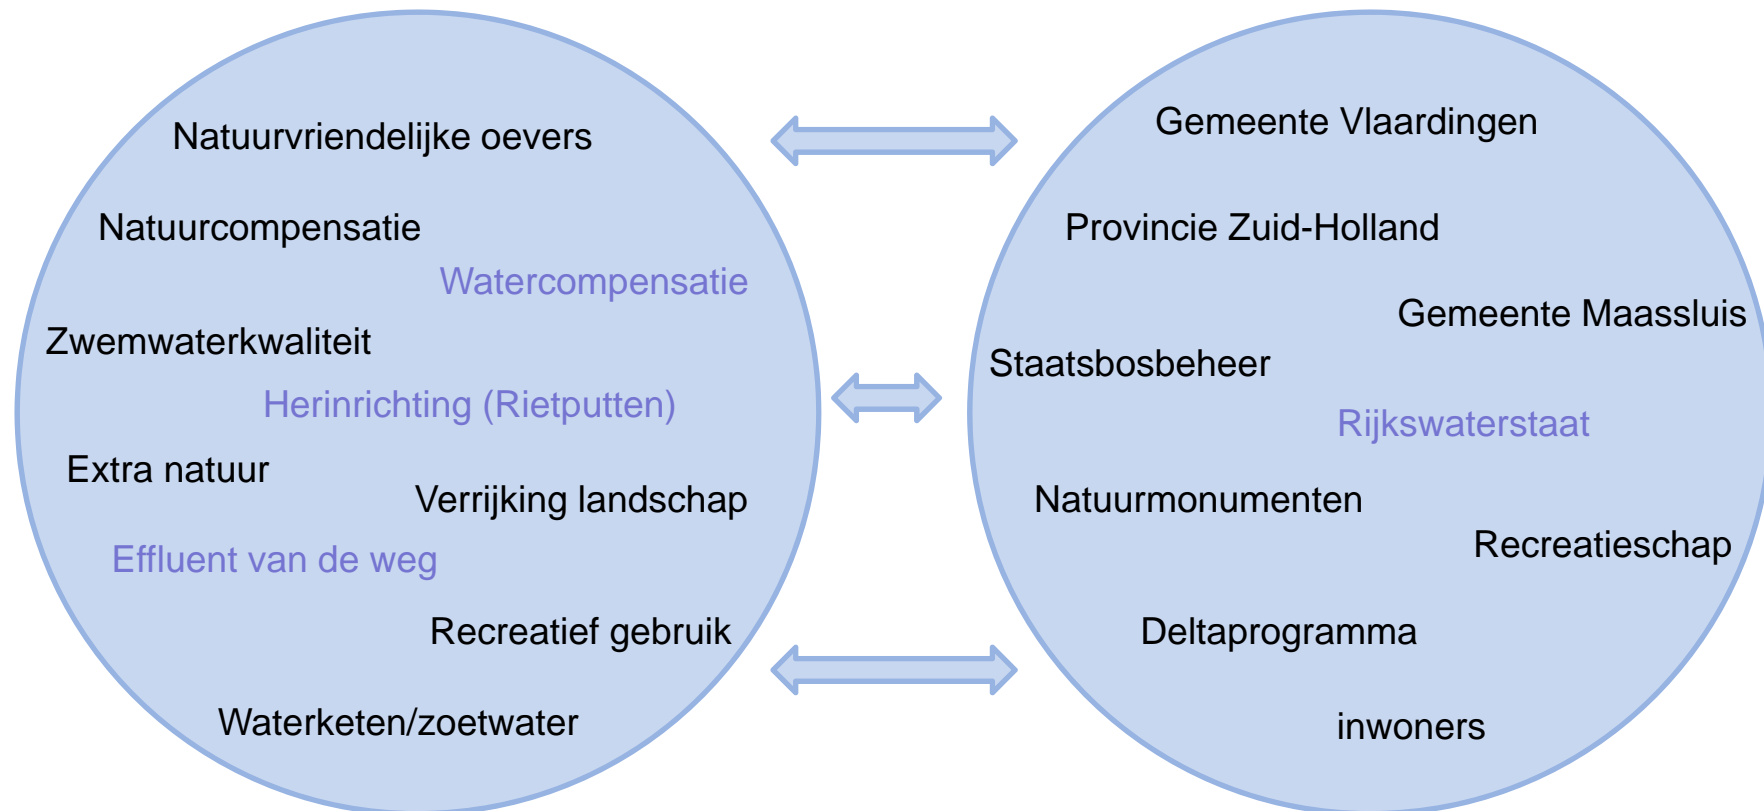 Natuurvriendelijke oevers
Natuurcompensatie
Watercompensatie
Zwemwaterkwaliteit
Herinrichting (Rietputten)
Extra natuur
Verrijking landschap
Effluent van de weg
Recreatief gebruik
Waterketen/zoetwater
Gemeente Vlaardingen
Provincie Zuid-Holland
Gemeente Maassluis
Staatsbosbeheer
Rijkswaterstaat
Natuurmonumenten
Recreatieschap
Deltaprogramma
inwoners